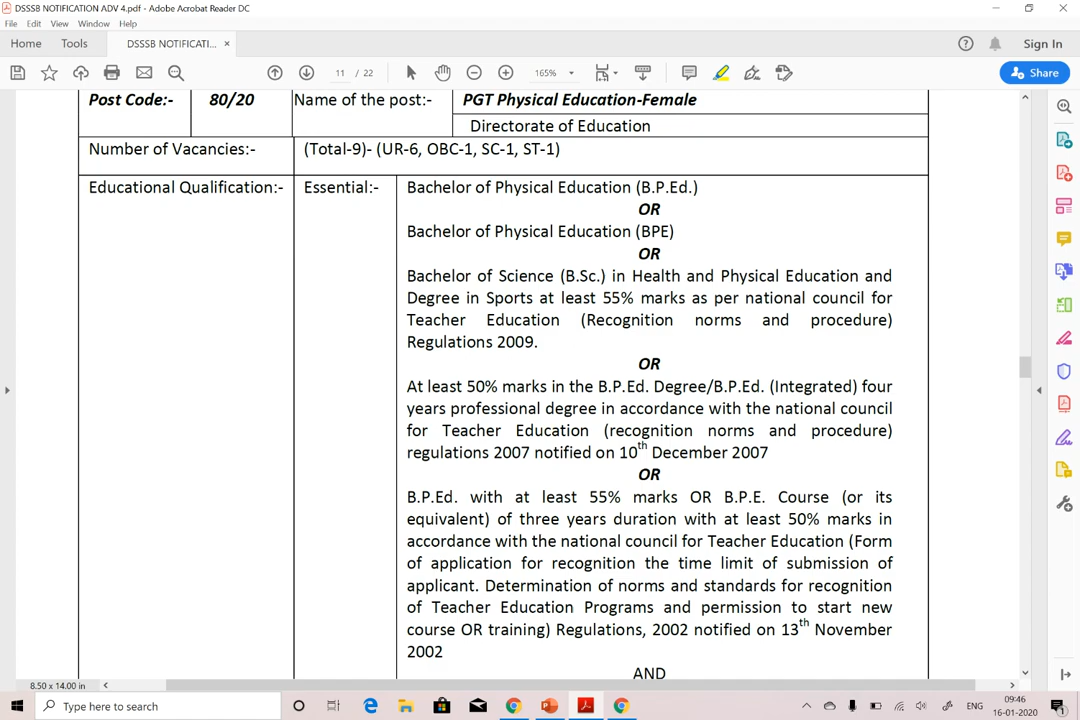 DSSSB NOTIFICATION ADV 4.pdf - Adobe Acrobat Reader DC
File Edit View Window Help
Home Tools DSSSB NOTIFICATI... × Sign In
11 / 22 165% Share
Post Code:- 80/20 Name of the post:- PGT Physical Education-Female
Directorate of Education
Number of Vacancies:- (Total-9)- (UR-6, OBC-1, SC-1, ST-1)
Educational Qualification:- Essential:- Bachelor of Physical Education (B.P.Ed.)
OR
Bachelor of Physical Education (BPE)
OR
Bachelor of Science (B.Sc.) in Health and Physical Education and
Degree in Sports at least 55% marks as per national council for
Teacher Education (Recognition norms and procedure)
Regulations 2009.
OR
At least 50% marks in the B.P.Ed. Degree/B.P.Ed. (Integrated) four
years professional degree in accordance with the national council
for Teacher Education (recognition norms and procedure)
regulations 2007 notified on 10th December 2007
OR
B.P.Ed. with at least 55% marks OR B.P.E. Course (or its
equivalent) of three years duration with at least 50% marks in
accordance with the national council for Teacher Education (Form
of application for recognition the time limit of submission of
applicant. Determination of norms and standards for recognition
of Teacher Education Programs and permission to start new
course OR training) Regulations, 2002 notified on 13th November
2002
AND
8.50 x 14.00 in
Type here to search ENG 09:46
16-01-2020